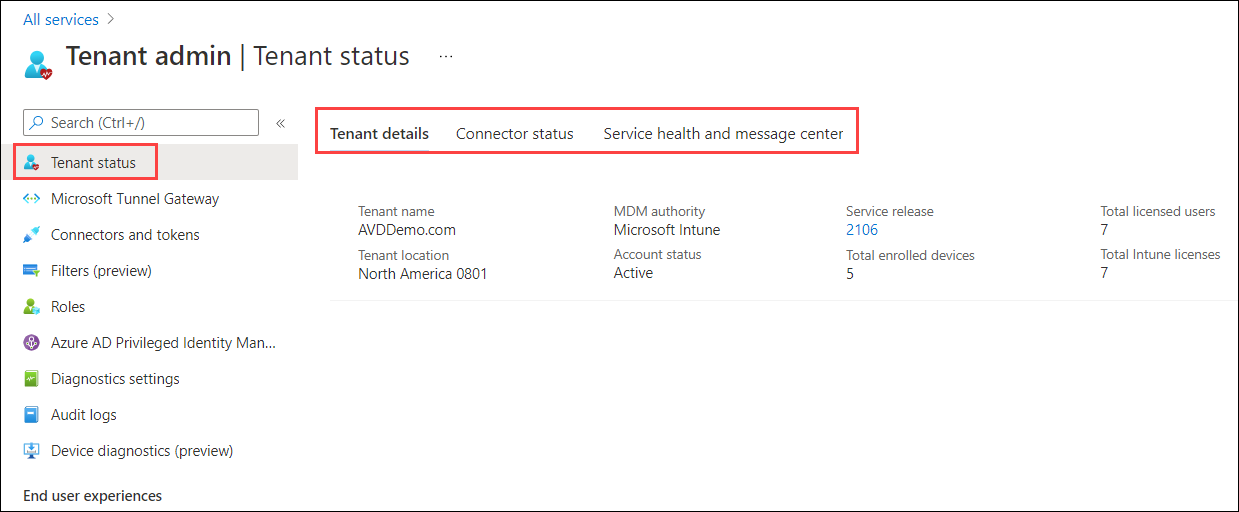 All services >
Tenant admin | Tenant status ...
Search (Ctrl+/) «
Tenant status
Microsoft Tunnel Gateway
Connectors and tokens
Filters (preview)
Roles
Azure AD Privileged Identity Man...
Diagnostics settings
Audit logs
Device diagnostics (preview)
End user experiences
Tenant details Connector status Service health and message center
Tenant name MDM authority Service release Total licensed users
AVDDemo.com Microsoft Intune 2106 7
Tenant location Account status Total enrolled devices Total Intune licenses
North America 0801 Active 5 7